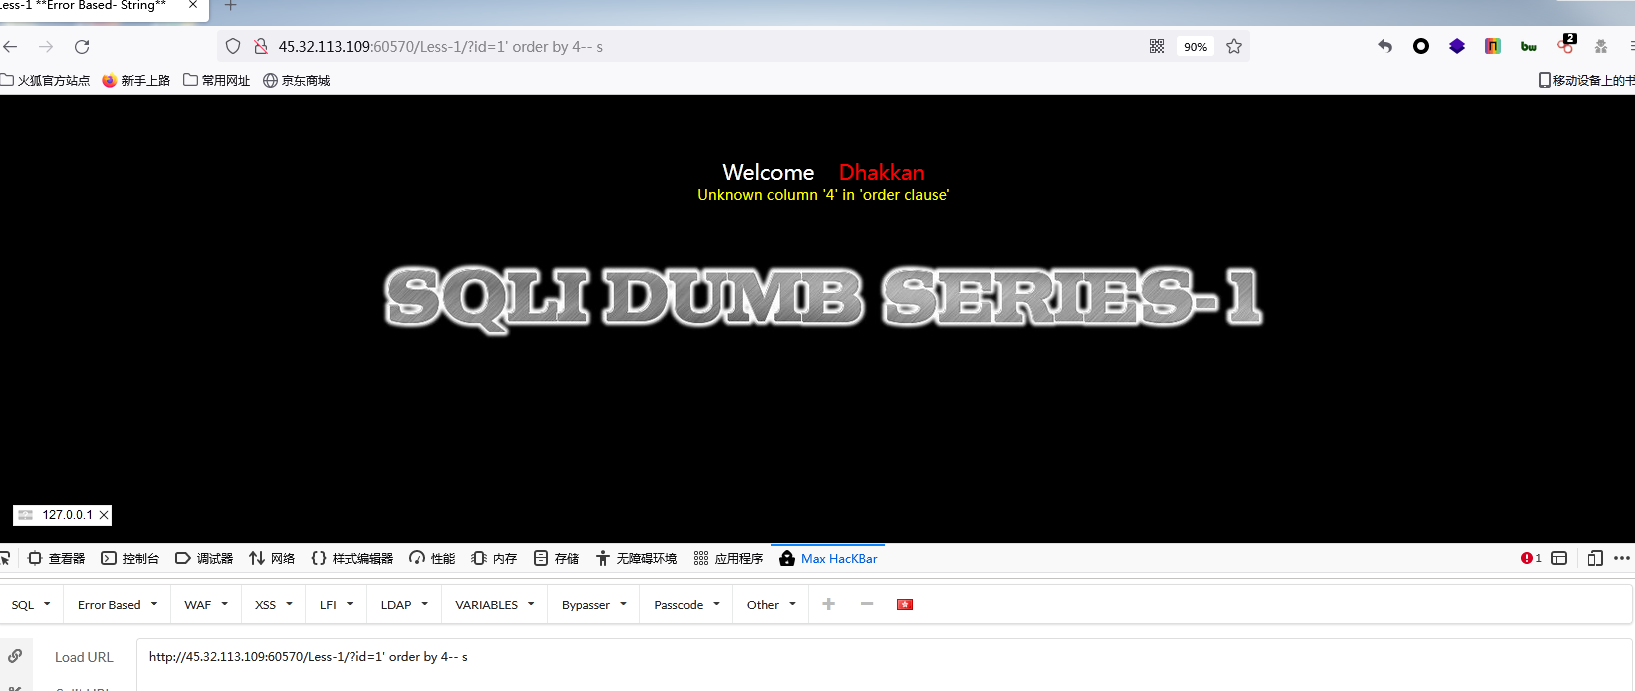 Less-1 **Error Based- String**
45.32.113.109:60570/Less-1/?id=1' order by 4-- s
90%
2
火狐官方站点 新手上路 常用网址 京东商城 移动设备上的书
Welcome Dhakkan
Unknown column '4' in 'order clause'
SQLI DUMB SERIES-1
127.0.0.1
查看器 控制台 调试器 网络 样式编辑器 性能 内存 存储 无障碍环境 应用程序 Max HacKBar 1
SQL Error Based WAF XSS LFI LDAP VARIABLES Bypasser Passcode Other
Load URL http://45.32.113.109:60570/Less-1/?id=1' order by 4-- s